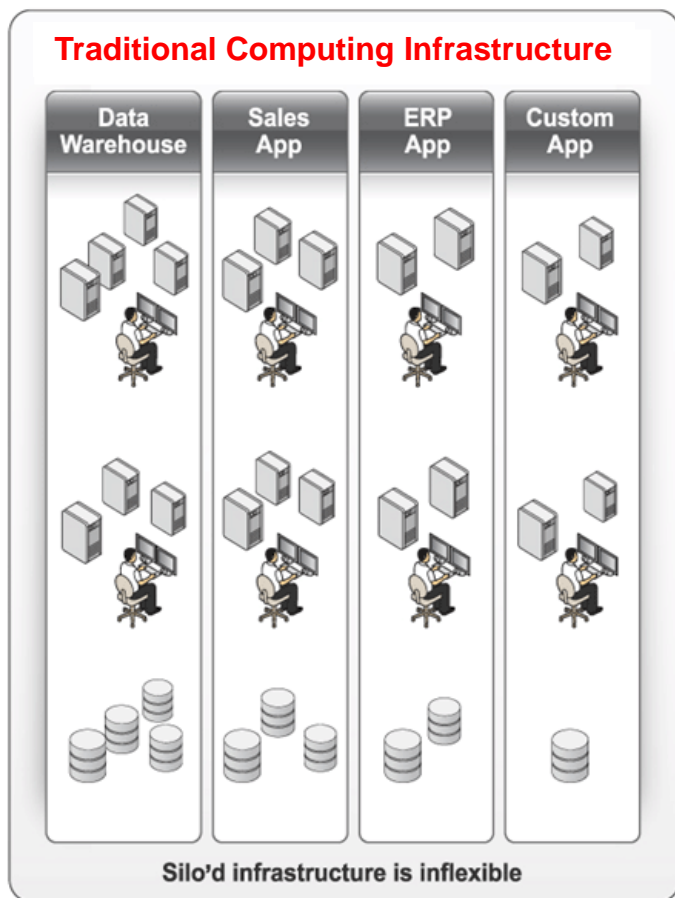 Traditional Computing Infrastructure
Data
Warehouse
Sales
App
ERP
App
Custom
App
Silo'd infrastructure is inflexible